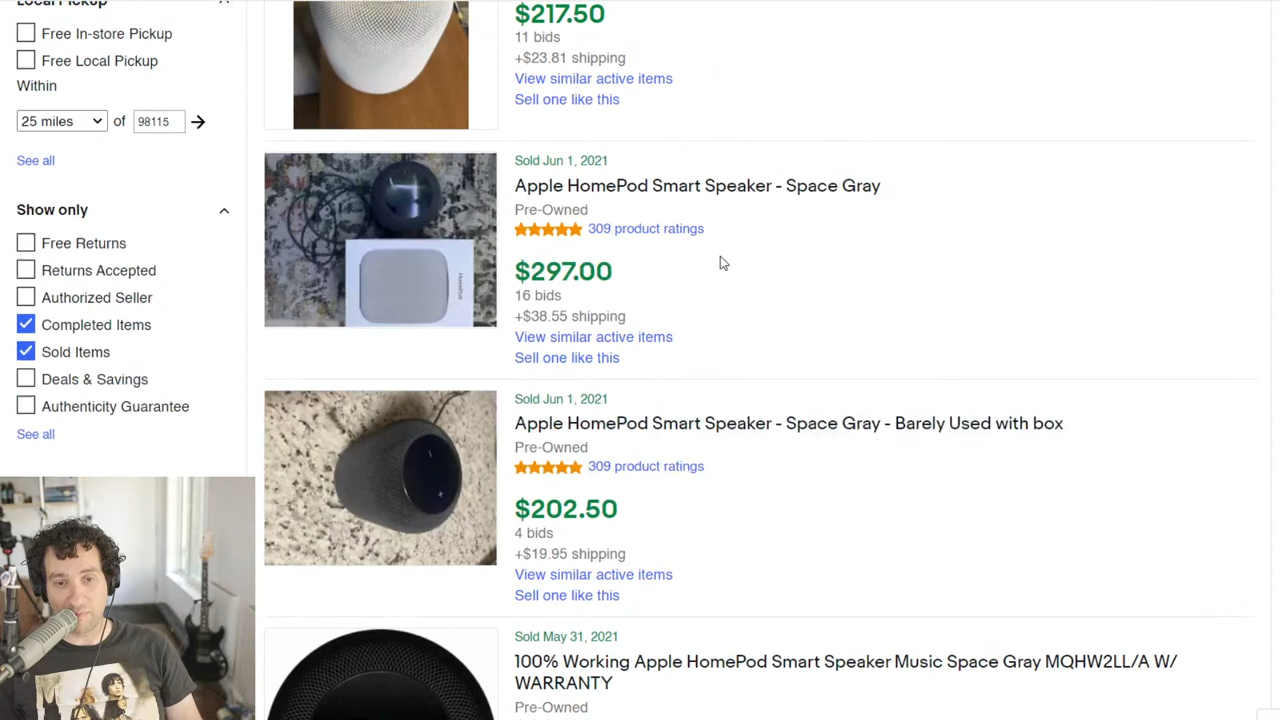 Local Pickup
Free In-store Pickup
Free Local Pickup
Within
25 miles of 98115
See all
Show only
Free Returns
Returns Accepted
Authorized Seller
Completed Items
Sold Items
Deals & Savings
Authenticity Guarantee
See all
$217.50
11 bids
+$23.81 shipping
View similar active items
Sell one like this
Sold Jun 1, 2021
Apple HomePod Smart Speaker - Space Gray
Pre-Owned
309 product ratings
$297.00
16 bids
+$38.55 shipping
View similar active items
Sell one like this
HomePod
Sold Jun 1, 2021
Apple HomePod Smart Speaker - Space Gray - Barely Used with box
Pre-Owned
309 product ratings
$202.50
4 bids
+$19.95 shipping
View similar active items
Sell one like this
Sold May 31, 2021
100% Working Apple HomePod Smart Speaker Music Space Gray MQHW2LL/A W/
WARRANTY
Pre-Owned